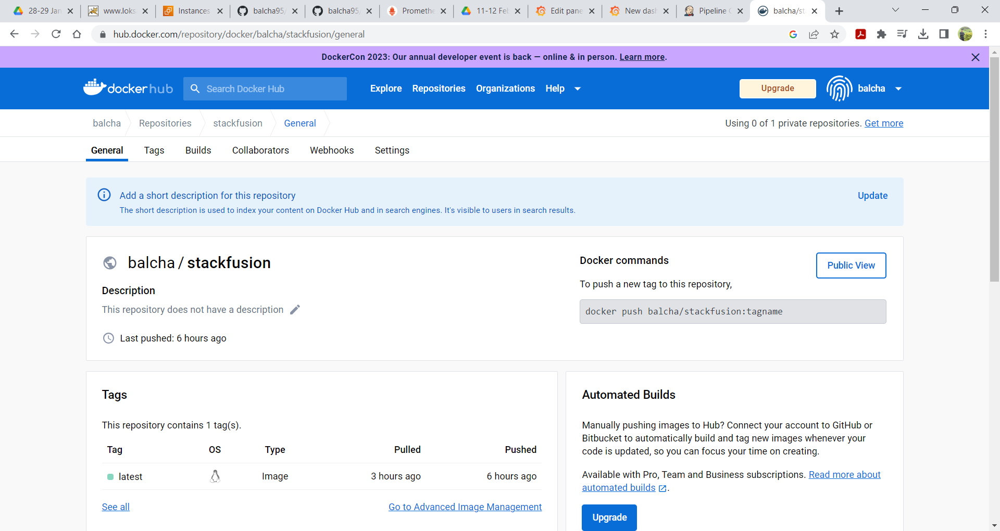 28-29 Jan
www.loks
Instances
balcha95/
balcha95/
Promethe
11-12 Feb
Edit pane
New dash
Pipeline
balcha/st
hub.docker.com/repository/docker/balcha/stackfusion/general
DockerCon 2023: Our annual developer event is back — online & in person. Learn more.
dockerhub
Search Docker Hub
Explore
Repositories
Organizations
Help
Upgrade
balcha
balcha
Repositories
stackfusion
General
Using 0 of 1 private repositories. Get more
General
Tags
Builds
Collaborators
Webhooks
Settings
Add a short description for this repository
Update
The short description is used to index your content on Docker Hub and in search engines. It's visible to users in search results.
balcha / stackfusion
Description
This repository does not have a description
Last pushed: 6 hours ago
Docker commands
Public View
To push a new tag to this repository,
docker push balcha/stackfusion:tagname
Tags
This repository contains 1 tag(s).
Tag OS Type Pulled Pushed
latest Image 3 hours ago 6 hours ago
See all
Go to Advanced Image Management
Automated Builds
Manually pushing images to Hub? Connect your account to GitHub or
Bitbucket to automatically build and tag new images whenever your
code is updated, so you can focus your time on creating.
Available with Pro, Team and Business subscriptions. Read more about
automated builds .
Upgrade